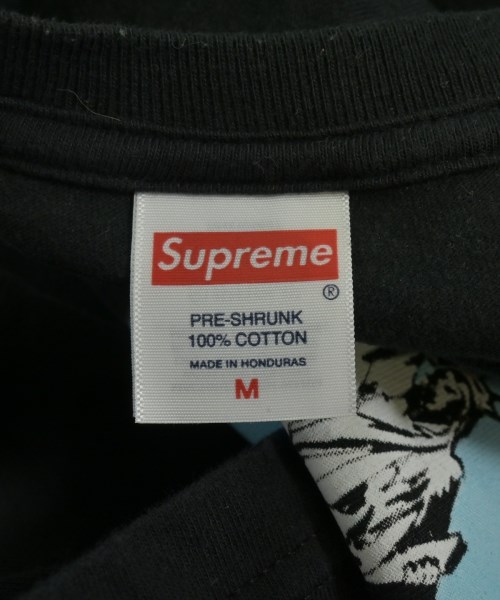 Supreme
®
PRE-SHRUNK
100% COTTON
MADE IN HONDURAS
M